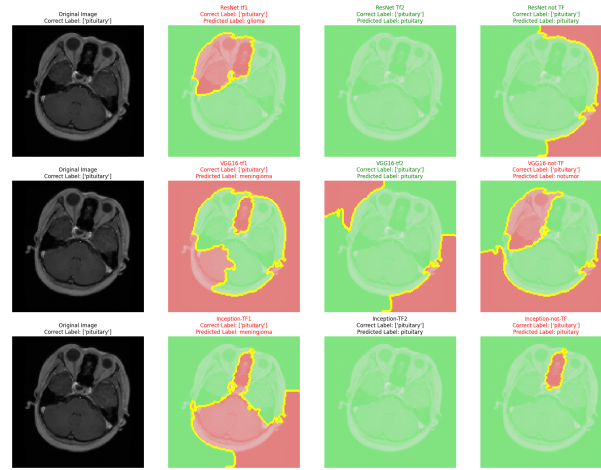 Original Image
Correct Label: ['pituitary']
ResNet tf1
Correct Label: ['pituitary']
Predicted Label: glioma
ResNet Tf2
Correct Label: ['pituitary']
Predicted Label: pituitary
ResNet not TF
Correct Label: ['pituitary']
Predicted Label: pituitary
Original Image
Correct Label: ['pituitary']
VGG16-tf1
Correct Label: ['pituitary']
Predicted Label: meningioma
VGG16-tf2
Correct Label: ['pituitary']
Predicted Label: pituitary
VGG16-not-TF
Correct Label: ['pituitary']
Predicted Label: notumor
Original Image
Correct Label: ['pituitary']
Inception-TF1
Correct Label: ['pituitary']
Predicted Label: meningioma
Inception-TF2
Correct Label: ['pituitary']
Predicted Label: pituitary
Inception-not-TF
Correct Label: ['pituitary']
Predicted Label: pituitary